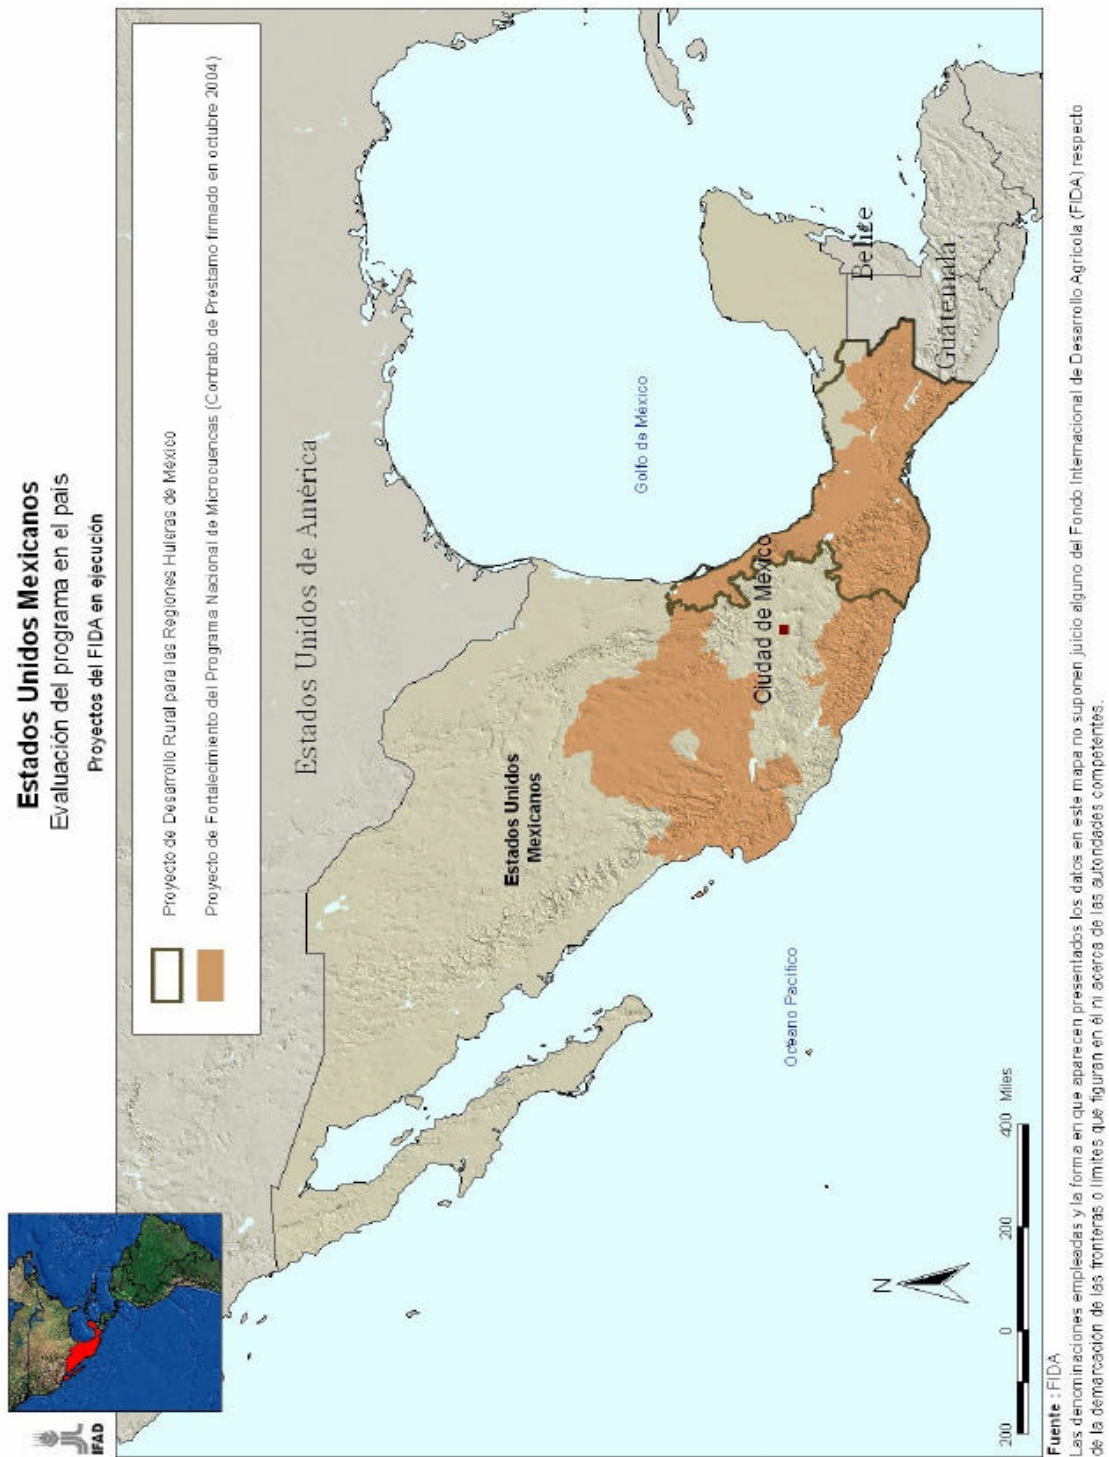 Estados Unidos Mexicanos
Evaluación del programa en el país
Proyectos del FIDA en ejecución
IFAD
Proyecto de Desarrollo Rural para las Regiones Huleras de México
Proyecto de Fortalecimiento del Programa Nacional de Microcuencas (Contrato de Préstamo firmado en octubre 2004)
Estados Unidos de América
Estados Unidos
Mexicanos
Golfo de México
Ciudad de México
Belice
Guatemala
Océano Pacífico
N
200 0 200 400 Miles
Fuente : FIDA
Las denominaciones empleadas y la forma en que aparecen presentados los datos en este mapa no suponen juicio alguno del Fondo Internacional de Desarrollo Agrícola (FIDA) respecto
de la demarcación de las fronteras o límites que figuran en él ni acerca de las autoridades competentes.